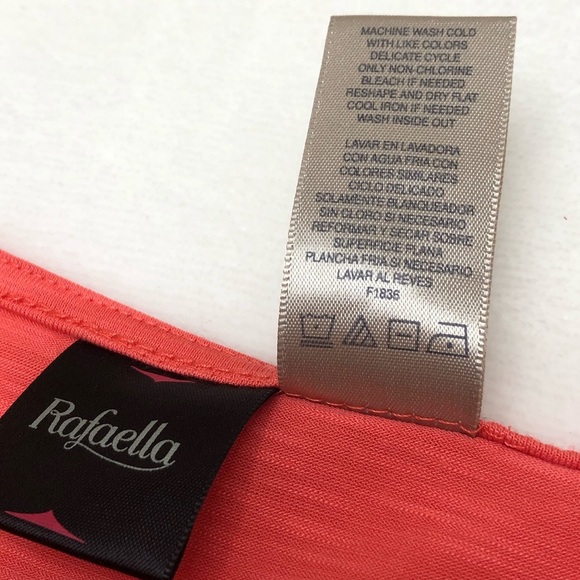 MACHINE WASH COLD
WITH LIKE COLORS
DELICATE CYCLE
ONLY NON-CHLORINE
BLEACH IF NEEDED
RESHAPE AND DRY FLAT
COOL IRON IF NEEDED
WASH INSIDE OUT
LAVAR EN LAVADORA
CON AGUA FRIA CON
COLORES SIMILARES
CICLO DELICADO
SOLAMENTE BLANQUEADOR
SIN CLORO SI NECESARIO
REFORMAR Y SECAR SOBRE
SUPERFICIE PLANA
PLANCHA FRIA SI NECESARIO
LAVAR AL REVES
F1836
Rafaella